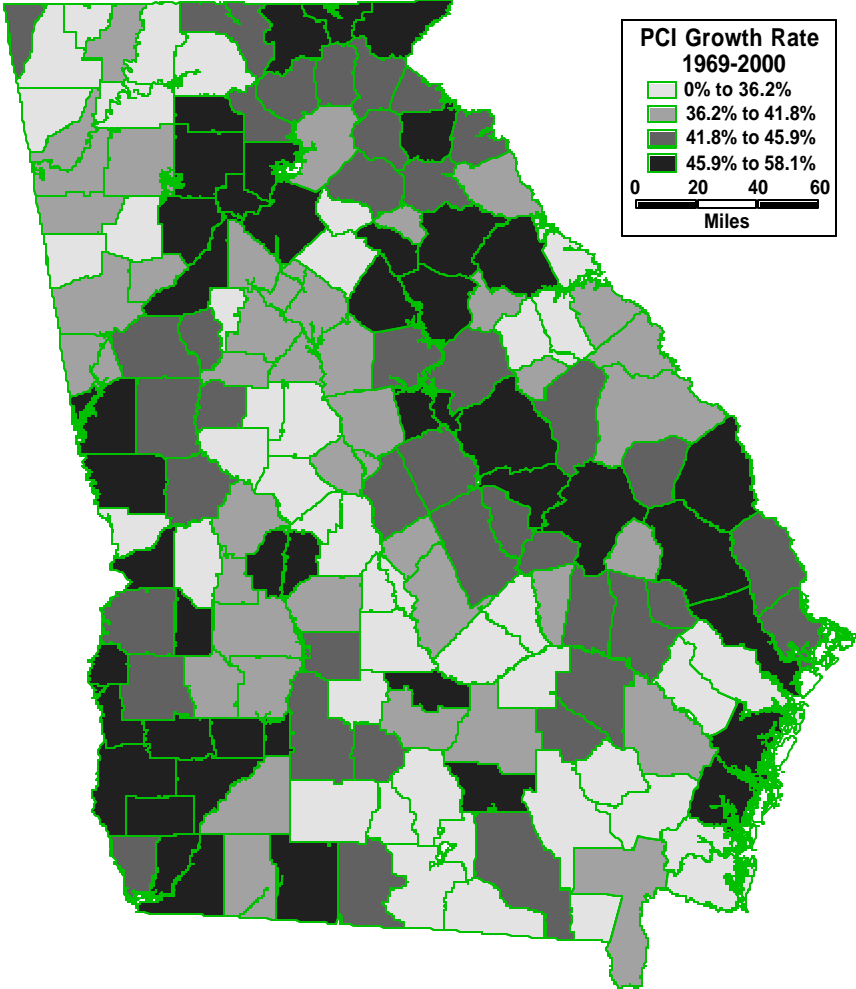 PCI Growth Rate
1969-2000
0% to 36.2%
36.2% to 41.8%
41.8% to 45.9%
45.9% to 58.1%
0 20 40 60
Miles